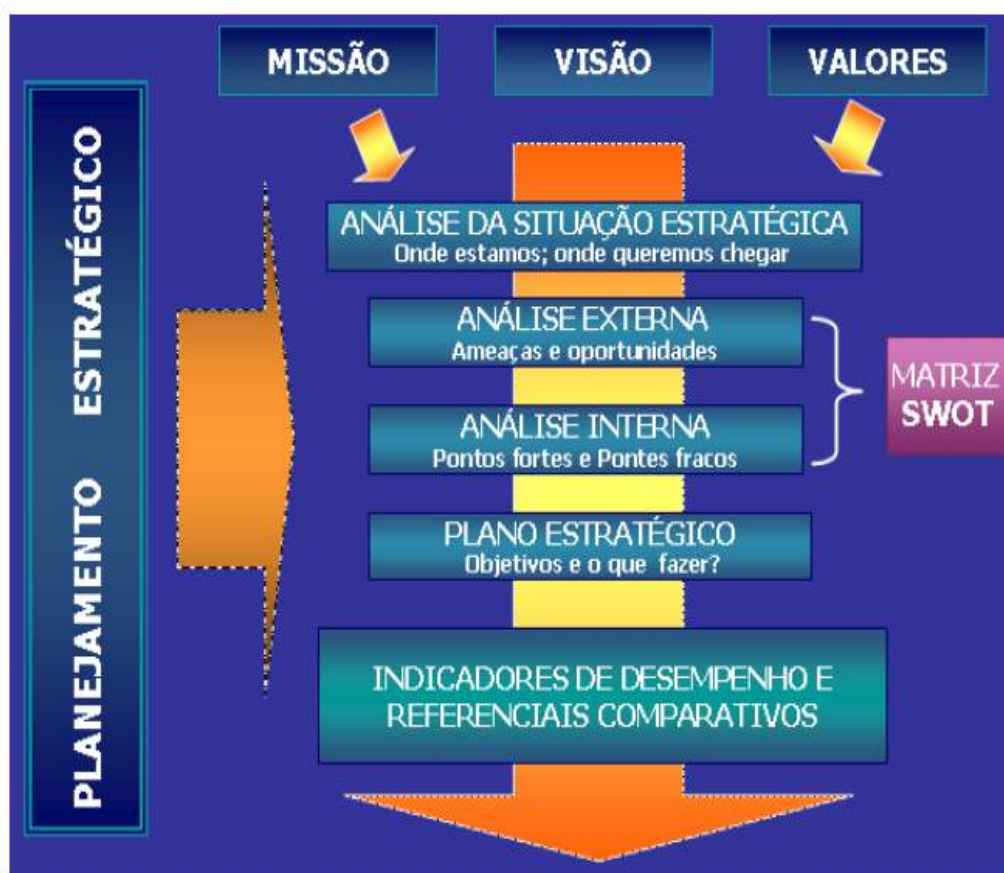 MISSÃO
VISÃO
VALORES
PLANEJAMENTO ESTRATÉGICO
ANÁLISE DA SITUAÇÃO ESTRATÉGICA
Onde estamos; onde queremos chegar
ANÁLISE EXTERNA
Ameaças e oportunidades
ANÁLISE INTERNA
Pontos fortes e Pontes fracos
MATRIZ
SWOT
PLANO ESTRATÉGICO
Objetivos e o que fazer?
INDICADORES DE DESEMPENHO E
REFERENCIAIS COMPARATIVOS